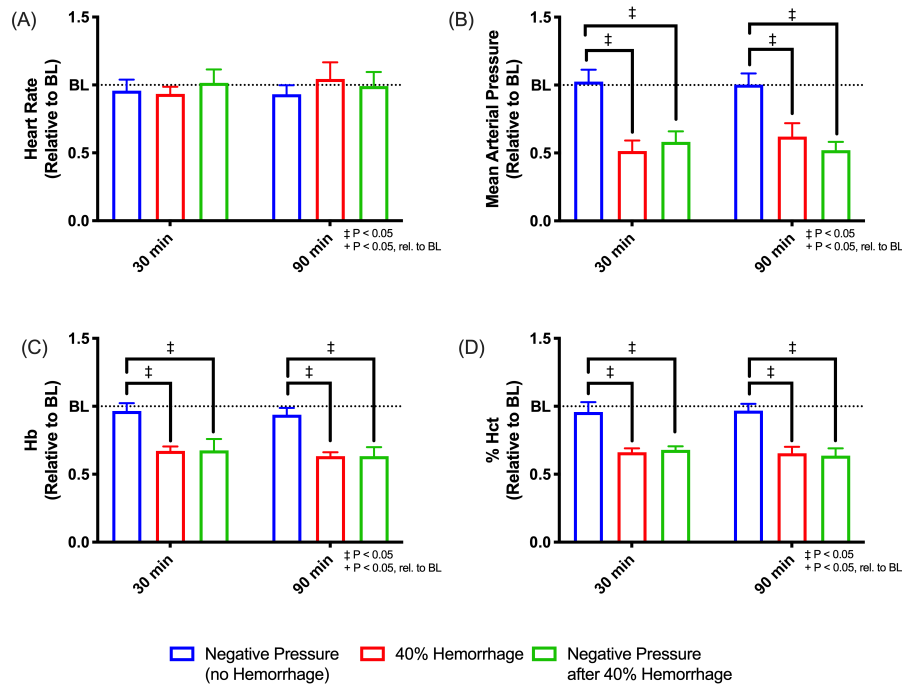 (A)
Heart Rate
(Relative to BL)
1.5
BL
0.5
0.0
30 min
90 min
‡ P < 0.05
+ P < 0.05, rel. to BL
(B)
Mean Arterial Pressure
(Relative to BL)
1.5
BL
0.5
0.0
‡
‡
‡
‡
30 min
90 min
‡ P < 0.05
+ P < 0.05, rel. to BL
(C)
Hb
(Relative to BL)
1.5
BL
0.5
0.0
‡
‡
‡
‡
30 min
90 min
‡ P < 0.05
+ P < 0.05, rel. to BL
(D)
% Hct
(Relative to BL)
1.5
BL
0.5
0.0
‡
‡
‡
‡
30 min
90 min
‡ P < 0.05
+ P < 0.05, rel. to BL
Negative Pressure
(no Hemorrhage)
40% Hemorrhage
Negative Pressure
after 40% Hemorrhage